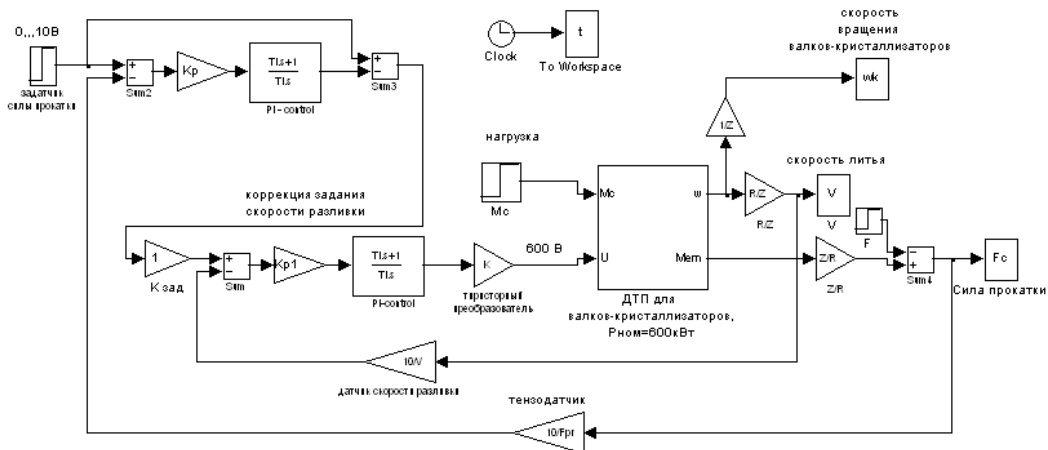 0,,,10В
задатчик
силы прокатки
Sum2
Kp
TI.s+1
TI.s
PI-control
Sum3
Clock
t
To Workspace
скорость
вращения
валков-кристаллизаторов
wk
1/Z
нагрузка
Mc
Mc
U
w
Mem
ДТП для
валков-кристаллизаторов,
Рном=600кВт
R/Z
R/Z
скорость литья
V
V
F
Z/R
Z/R
Sum4
Fc
Сила прокатки
коррекция задания
скорости разливки
1
К зад
Sum
Kp1
TI.s+1
TI.s
PI-control
K
600 В
тиристорный
преобразователь
10/V
датчик скорости разливки
тензодатчик
10/Fpr